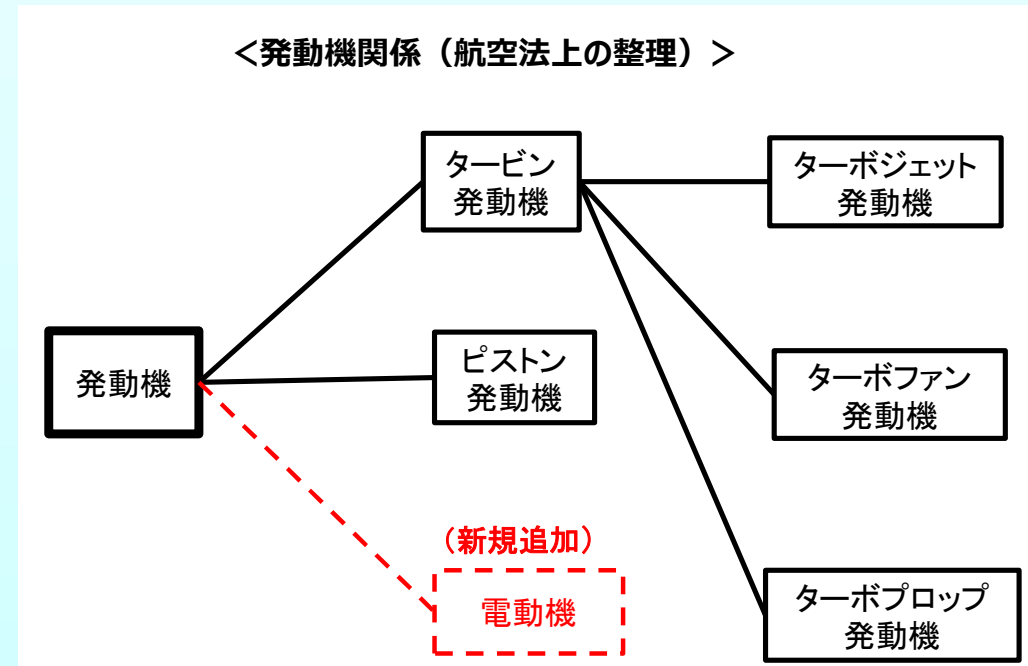 ＜発動機関係（航空法上の整理）＞
タービン
発動機
ターボジェット
発動機
発動機
ピストン
発動機
ターボファン
発動機
（新規追加）
電動機
ターボプロップ
発動機